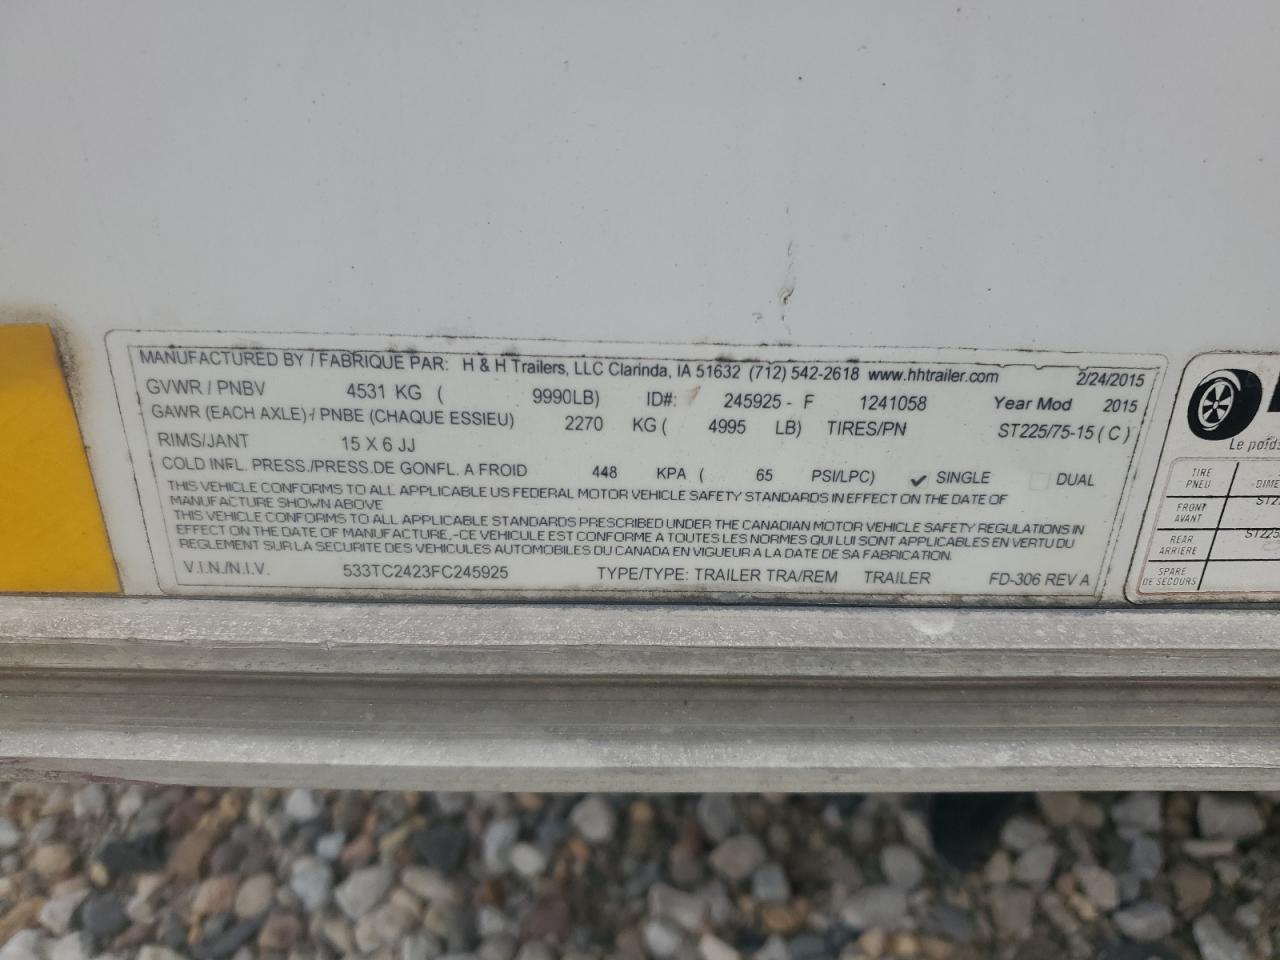 MANUFACTURED BY / FABRIQUE PAR: H & H Trailers, LLC Clarinda, IA 51632 (712) 542-2618 www.hhtrailer.com 2/24/2015
GVWR / PNBV 4531 KG ( 9990LB) ID#: 245925 - F 1241058 Year Mod 2015
GAWR (EACH AXLE) / PNBE (CHAQUE ESSIEU) 2270 KG ( 4995 LB) TIRES/PN ST225/75-15 ( C )
RIMS/JANT 15 X 6 JJ
COLD INFL. PRESS./PRESS.DE GONFL. A FROID 448 KPA ( 65 PSI/LPC) ✓ SINGLE DUAL
THIS VEHICLE CONFORMS TO ALL APPLICABLE US FEDERAL MOTOR VEHICLE SAFETY STANDARDS IN EFFECT ON THE DATE OF
MANUFACTURE SHOWN ABOVE
THIS VEHICLE CONFORMS TO ALL APPLICABLE STANDARDS PRESCRIBED UNDER THE CANADIAN MOTOR VEHICLE SAFETY REGULATIONS IN
EFFECT ON THE DATE OF MANUFACTURE,-CE VEHICULE EST CONFORME A TOUTES LES NORMES QUI LUI SONT APPLICABLES EN VERTU DU
REGLEMENT SUR LA SECURITE DES VEHICULES AUTOMOBILES DU CANADA EN VIGUEUR A LA DATE DE SA FABRICATION.
V.I.N./N.I.V. 533TC2423FC245925 TYPE/TYPE: TRAILER TRA/REM TRAILER FD-306 REV A
Le poids
TIRE
PNEU
DIME
FRONT
AVANT
REAR
ARRIERE
ST225
SPARE
DE SECOURS